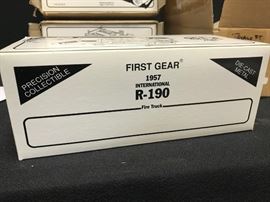 PRECISION
COLLECTIBLE
FIRST GEAR®
1957
INTERNATIONAL
R-190
Fire Truck
DIE-CAST
METAL